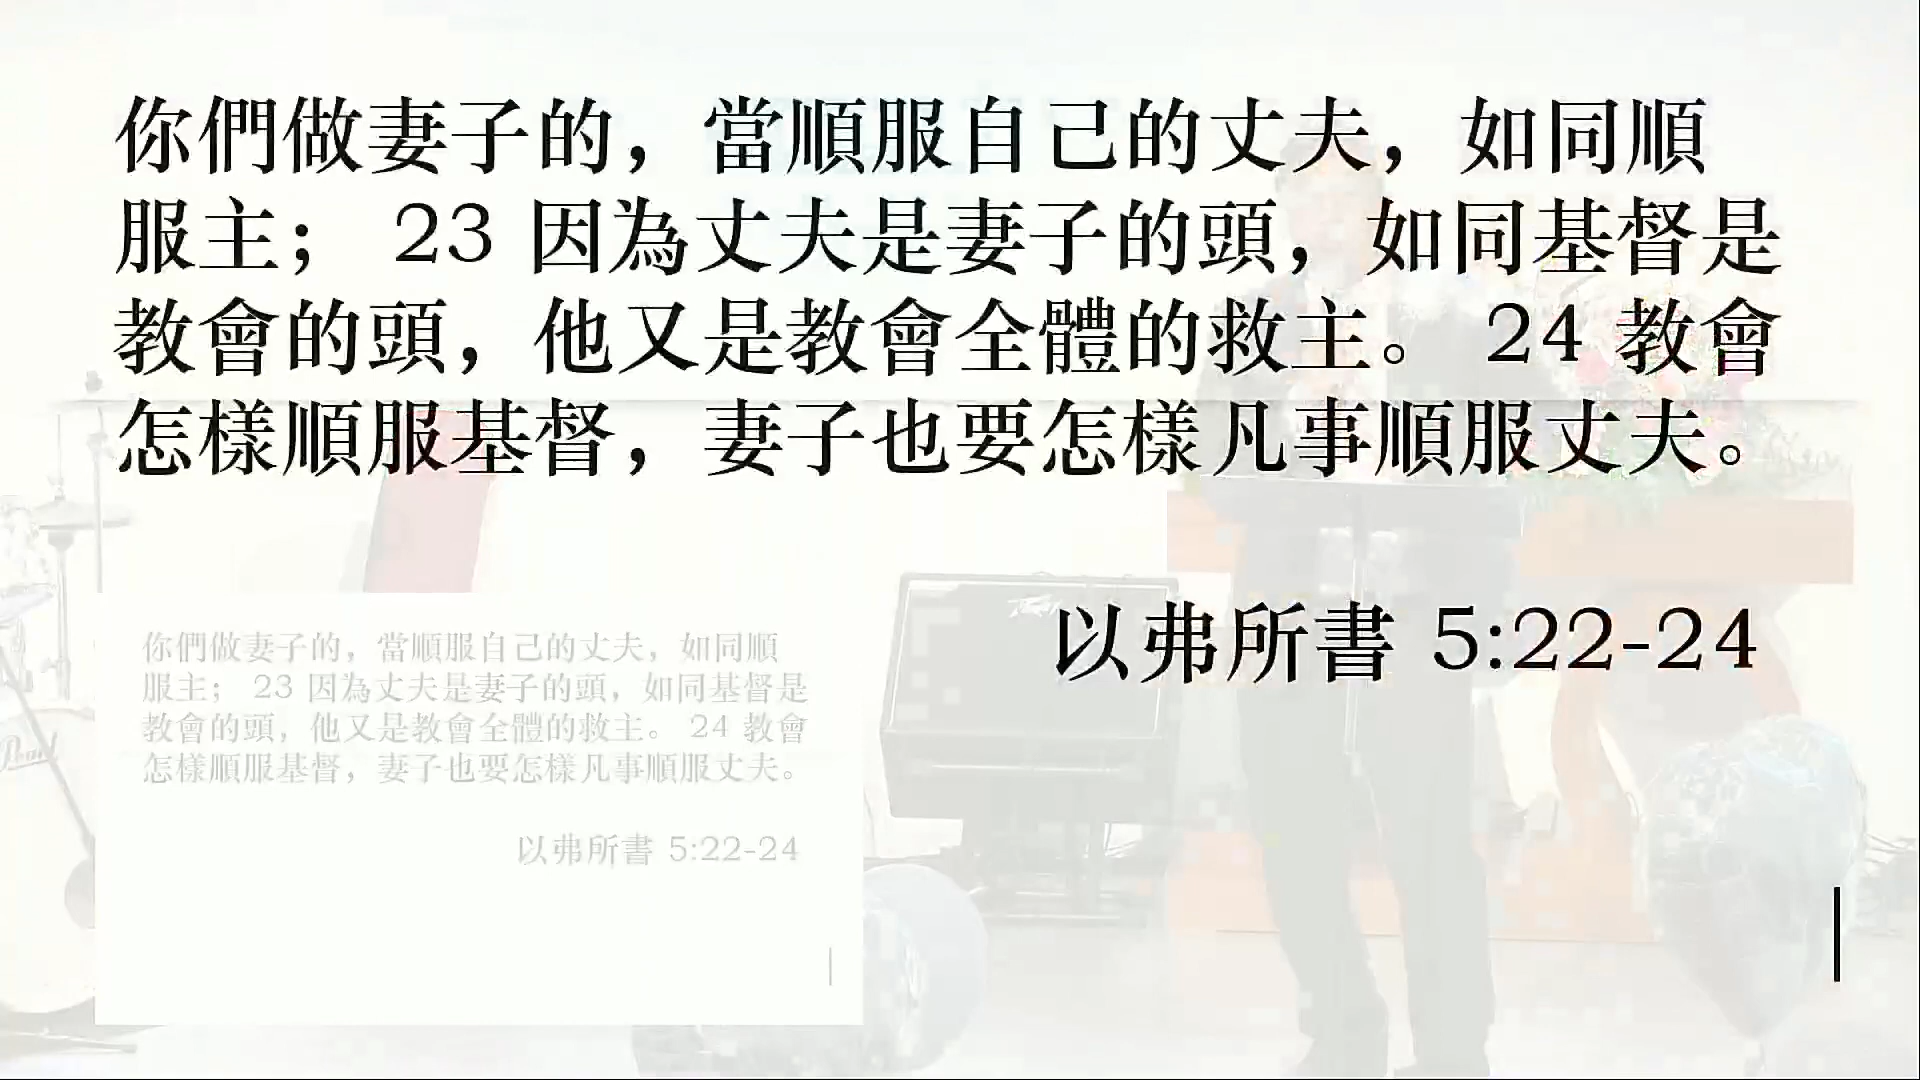 你們做妻子的，當順服自己的丈夫，如同順
服主； 23 因為丈夫是妻子的頭，如同基督是
教會的頭，他又是教會全體的救主。 24 教會
怎樣順服基督，妻子也要怎樣凡事順服丈夫。
以弗所書 5:22-24
你們做妻子的，當順服自己的丈夫，如同順
服主； 23 因為丈夫是妻子的頭，如同基督是
教會的頭，他又是教會全體的救主。 24 教會
怎樣順服基督，妻子也要怎樣凡事順服丈夫。
以弗所書 5:22-24
Pearl